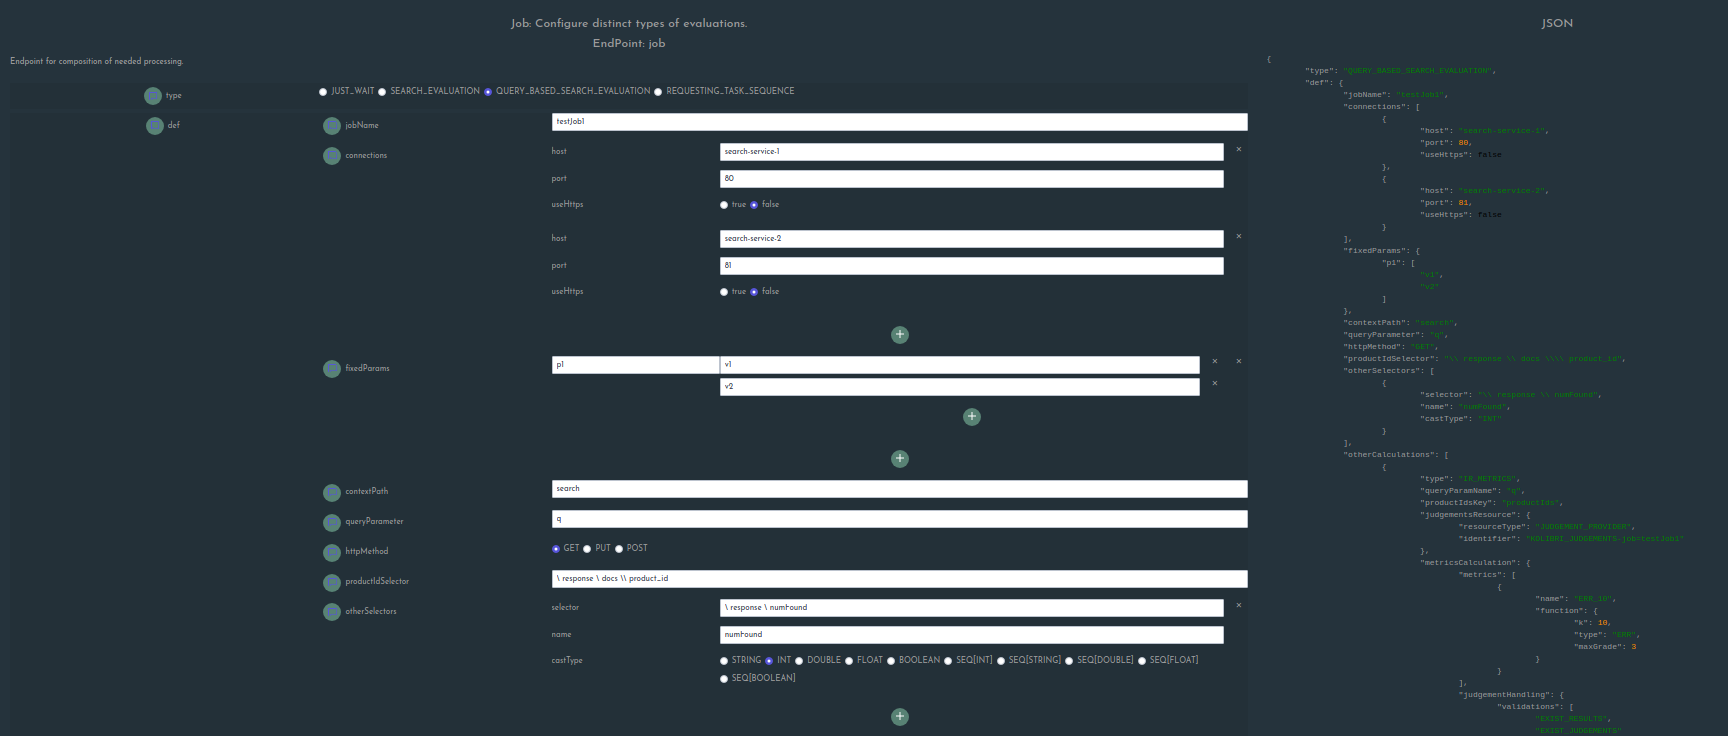 Job: Configure distinct types of evaluations.
EndPoint: job
Endpoint for composition of needed processing.
type
JUST_WAIT SEARCH_EVALUATION QUERY_BASED_SEARCH_EVALUATION REQUESTING_TASK_SEQUENCE
def
jobName
testJob1
connections
host
search-service-1
×
port
80
useHttps
true false
host
search-service-2
×
port
81
useHttps
true false
+
fixedParams
p1
v1
× ×
v2
×
+
+
contextPath
search
queryParameter
q
httpMethod
GET PUT POST
productIdSelector
\ response \ docs \\ product_id
otherSelectors
selector
\ response \ numFound
×
name
numFound
castType
STRING INT DOUBLE FLOAT BOOLEAN SEQ[INT] SEQ[STRING] SEQ[DOUBLE] SEQ[FLOAT]
SEQ[BOOLEAN]
+
JSON
{
"type": "QUERY_BASED_SEARCH_EVALUATION",
"def": {
"jobName": "testJob1",
"connections": [
{
"host": "search-service-1",
"port": 80,
"useHttps": false
},
{
"host": "search-service-2",
"port": 81,
"useHttps": false
}
],
"fixedParams": {
"p1": [
"v1",
"v2"
]
},
"contextPath": "search",
"queryParameter": "q",
"httpMethod": "GET",
"productIdSelector": "\\ response \\ docs \\\\ product_id",
"otherSelectors": [
{
"selector": "\\ response \\ numFound",
"name": "numFound",
"castType": "INT"
}
],
"otherCalculations": [
{
"type": "IR_METRICS",
"queryParamName": "q",
"productIdsKey": "productIds",
"judgementsResource": {
"resourceType": "JUDGEMENT_PROVIDER",
"identifier": "KOLIBRI_JUDGEMENTS-job=testJob1"
},
"metricsCalculation": {
"metrics": [
{
"name": "ERR_10",
"function": {
"k": 10,
"type": "ERR",
"maxGrade": 3
}
}
],
"judgementHandling": {
"validations": [
"EXIST_RESULTS",
"EXIST_JUDGEMENTS"